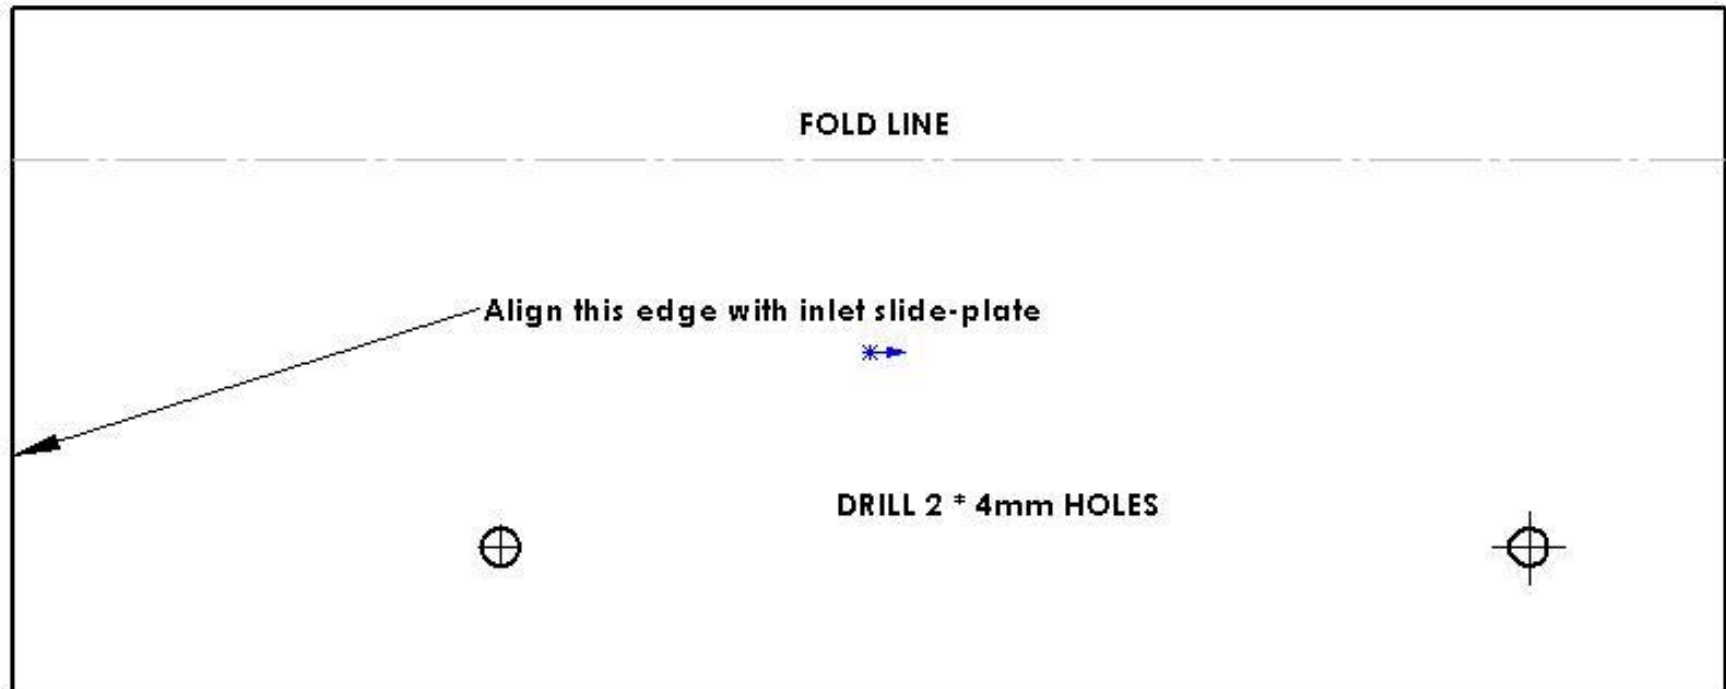 FOLD LINE
Align this edge with inlet slide-plate
DRILL 2 * 4mm HOLES